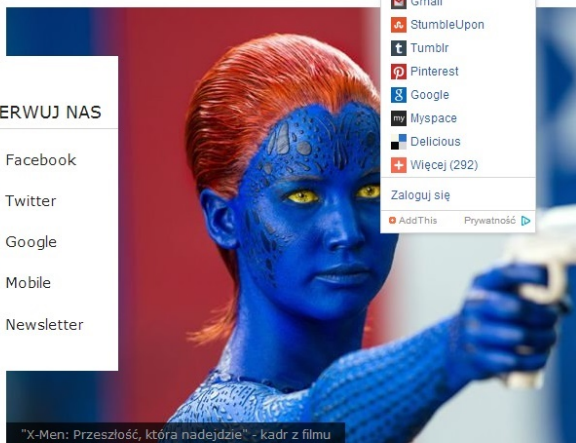 ERWUJ NAS
Facebook
Twitter
Google
Mobile
Newsletter
Gmail
StumbleUpon
Tumblr
Pinterest
Google
my Myspace
Delicious
Więcej (292)
Zaloguj się
AddThis Prywatność
"X-Men: Przeszłość, która nadejdzie" - kadr z filmu